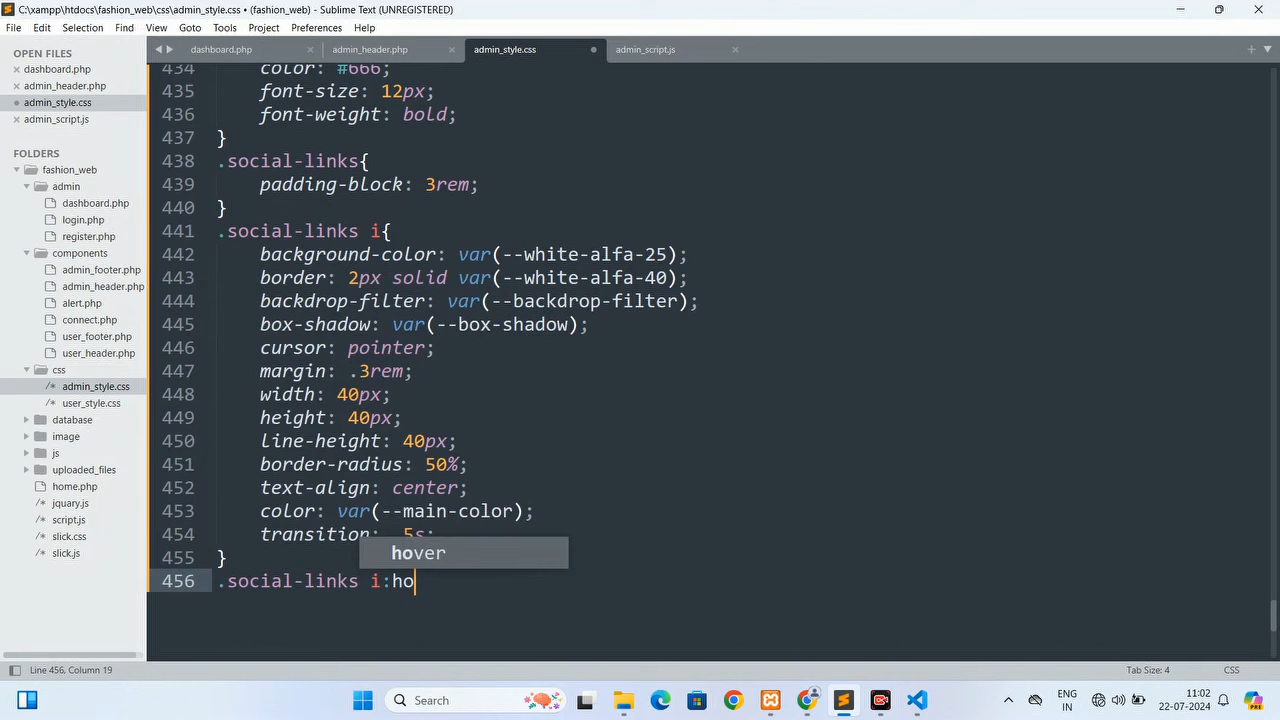 C:\xampp\htdocs\fashion_web\css\admin_style.css • (fashion_web) - Sublime Text (UNREGISTERED)
File Edit Selection Find View Goto Tools Project Preferences Help
OPEN FILES
dashboard.php
admin_header.php
admin_style.css
admin_script.js
FOLDERS
fashion_web
admin
dashboard.php
login.php
register.php
components
admin_footer.php
admin_header.php
alert.php
connect.php
user_footer.php
user_header.php
css
admin_style.css
user_style.css
database
image
js
uploaded_files
home.php
jquary.js
script.js
slick.css
slick.js
dashboard.php admin_header.php admin_style.css admin_script.js
434 color: #666;
435 font-size: 12px;
436 font-weight: bold;
437 }
438 .social-links{
439 padding-block: 3rem;
440 }
441 .social-links i{
442 background-color: var(--white-alfa-25);
443 border: 2px solid var(--white-alfa-40);
444 backdrop-filter: var(--backdrop-filter);
445 box-shadow: var(--box-shadow);
446 cursor: pointer;
447 margin: .3rem;
448 width: 40px;
449 height: 40px;
450 line-height: 40px;
451 border-radius: 50%;
452 text-align: center;
453 color: var(--main-color);
454 transition: .5s;
hover
455 }
456 .social-links i:ho
Line 456, Column 19 Tab Size: 4 CSS
Search
ENG
IN
11:02
22-07-2024
PRE